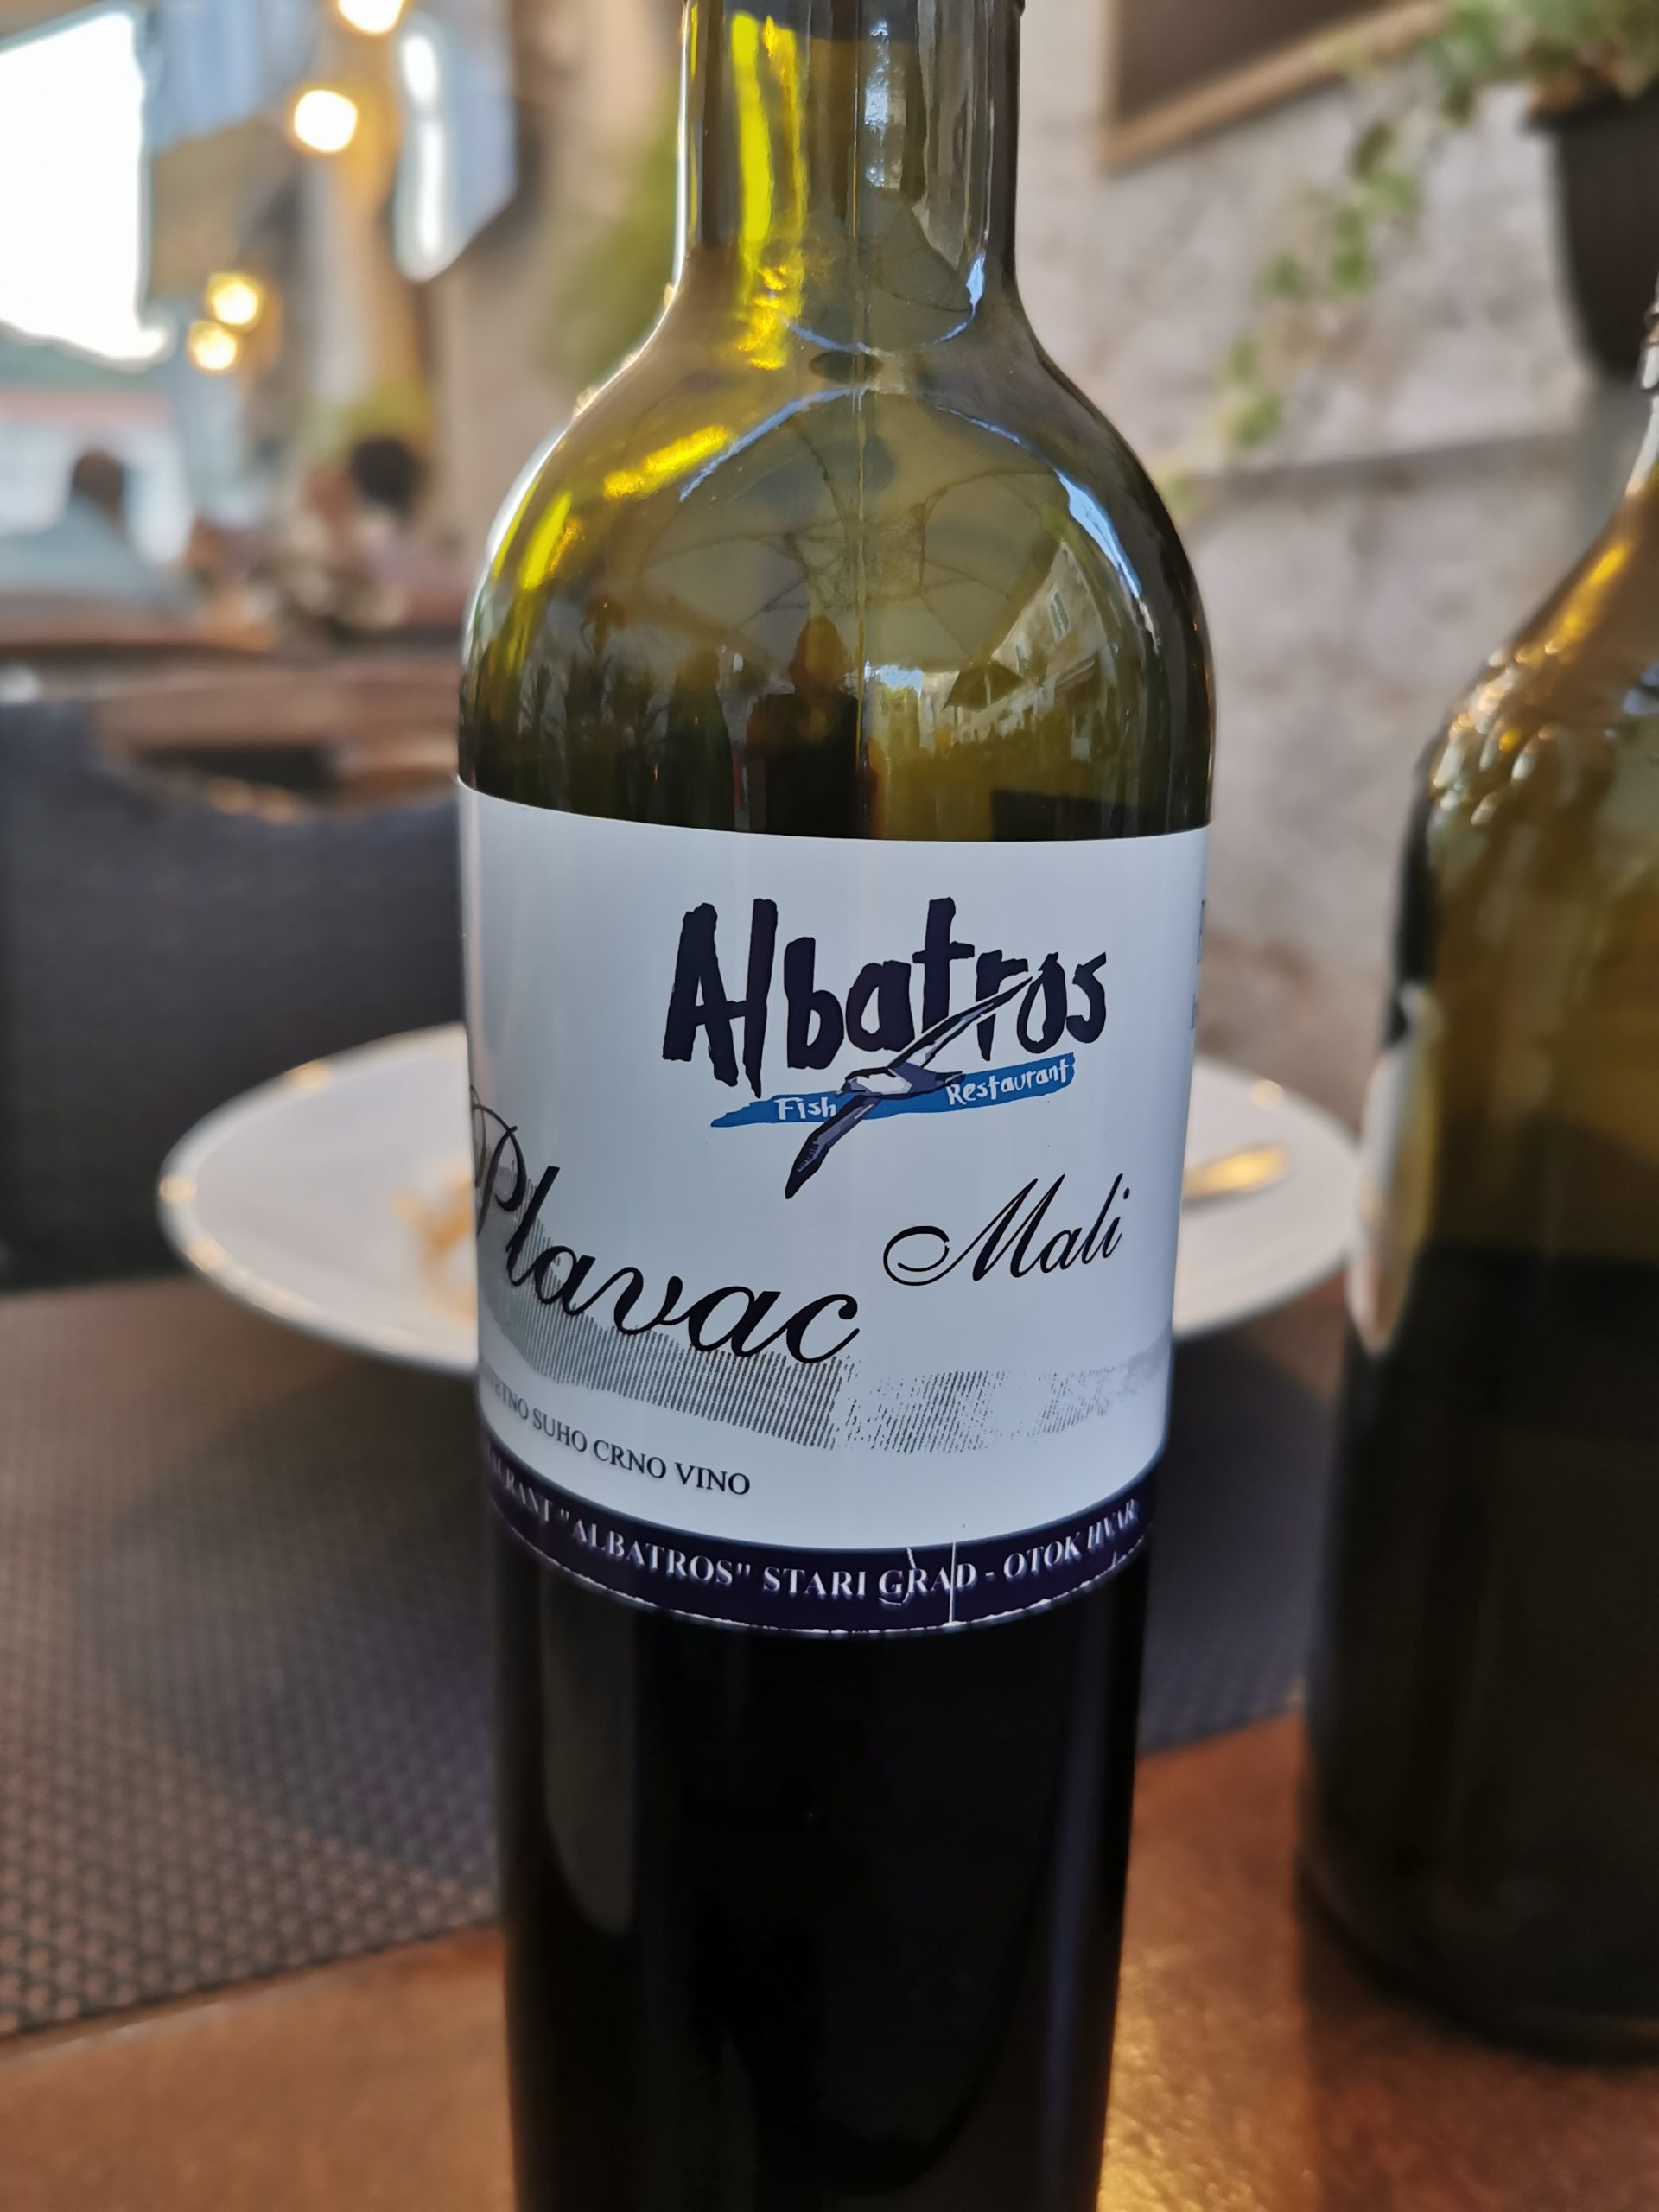 Albatros
Fish Restaurant
Plavac Mali
SUHO CRNO VINO
"ALBATROS" STARI GRAD - OTOK HVAR